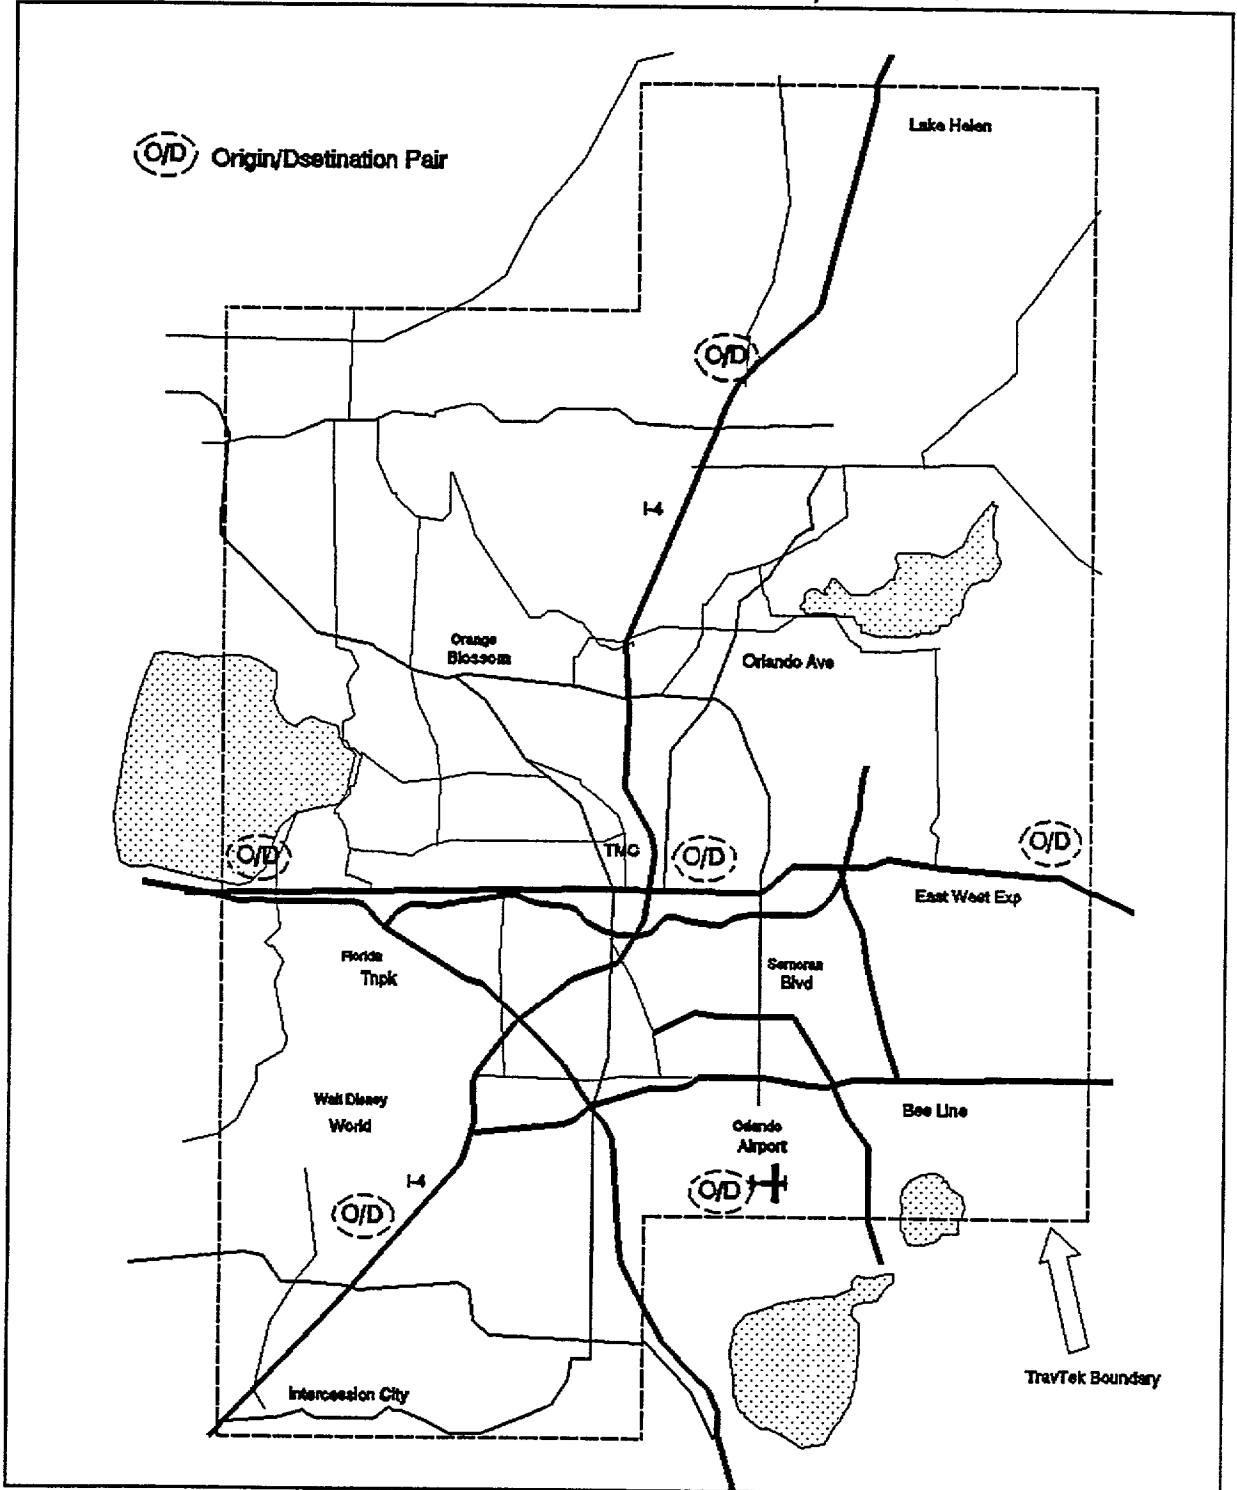 Lake Helen
O/D Origin/Dsetination Pair
O/D
I-4
Orange
Blossom
Orlando Ave
O/D
TMC
O/D
O/D
East West Exp
Florida
Tnpk
Semoran
Blvd
Walt Disney
World
Bee Line
Orlando
Airport
I-4
O/D
O/D
TravTek Boundary
Intercession City